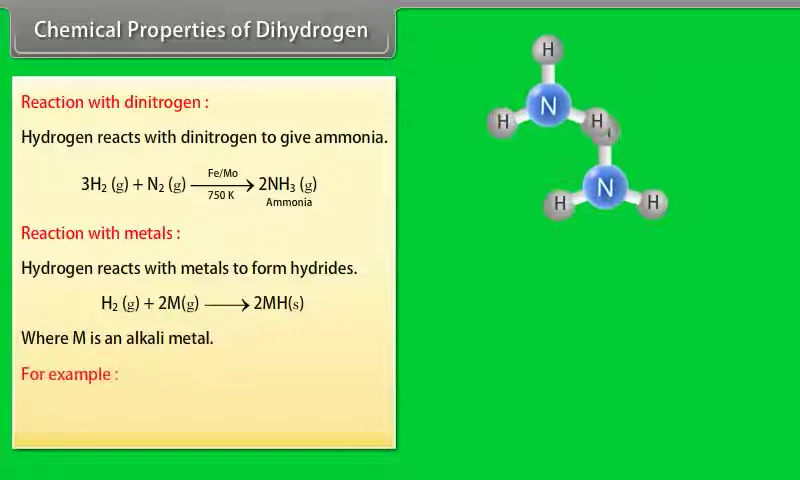 Chemical Properties of Dihydrogen
Reaction with dinitrogen :
Hydrogen reacts with dinitrogen to give ammonia.
3H₂ (g) + N₂ (g) Fe/Mo 750 K ⟶ 2NH₃ (g)
Ammonia
Reaction with metals :
Hydrogen reacts with metals to form hydrides.
H₂ (g) + 2M(g) ⟶ 2MH(s)
Where M is an alkali metal.
For example :
H
N
H
H
H
N
H
H